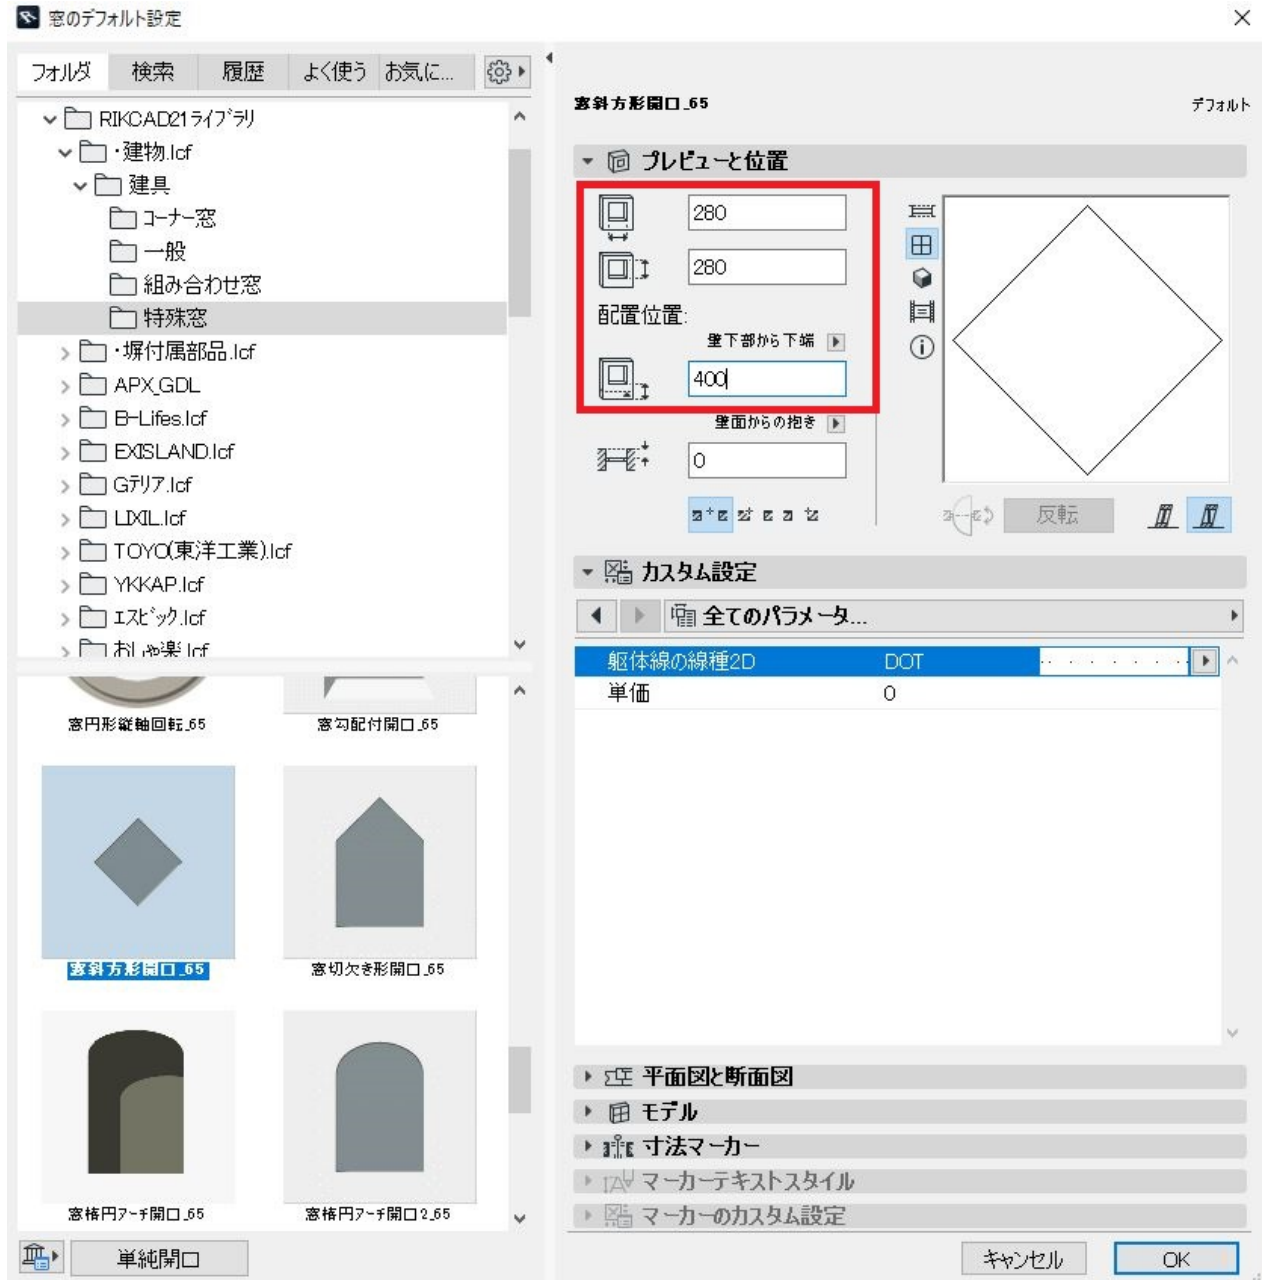 窓のデフォルト設定
フォルダ 検索 履歴 よく使う お気に...
RIKCAD21ライブラリ
・建物.lcf
建具
コーナー窓
一般
組み合わせ窓
特殊窓
・塀付属部品.lcf
APX_GDL
B-Lifes.lcf
EXISLAND.lcf
Gテリア.lcf
LIXIL.lcf
TOYO(東洋工業).lcf
YKKAP.lcf
エスビック.lcf
おしゃ楽.lcf
窓円形縦軸回転_65 窓勾配付開口_65
窓斜方形開口_65 窓切欠き形開口_65
窓楕円アーチ開口_65 窓楕円アーチ開口2_65
単純開口
窓斜方形開口_65 デフォルト
プレビューと位置
280
280
配置位置:
壁下部から下端
400
壁面からの抱き
0
反転
カスタム設定
全てのパラメータ...
躯体線の線種2D DOT
単価 0
平面図と断面図
モデル
寸法マーカー
マーカーテキストスタイル
マーカーのカスタム設定
キャンセル OK